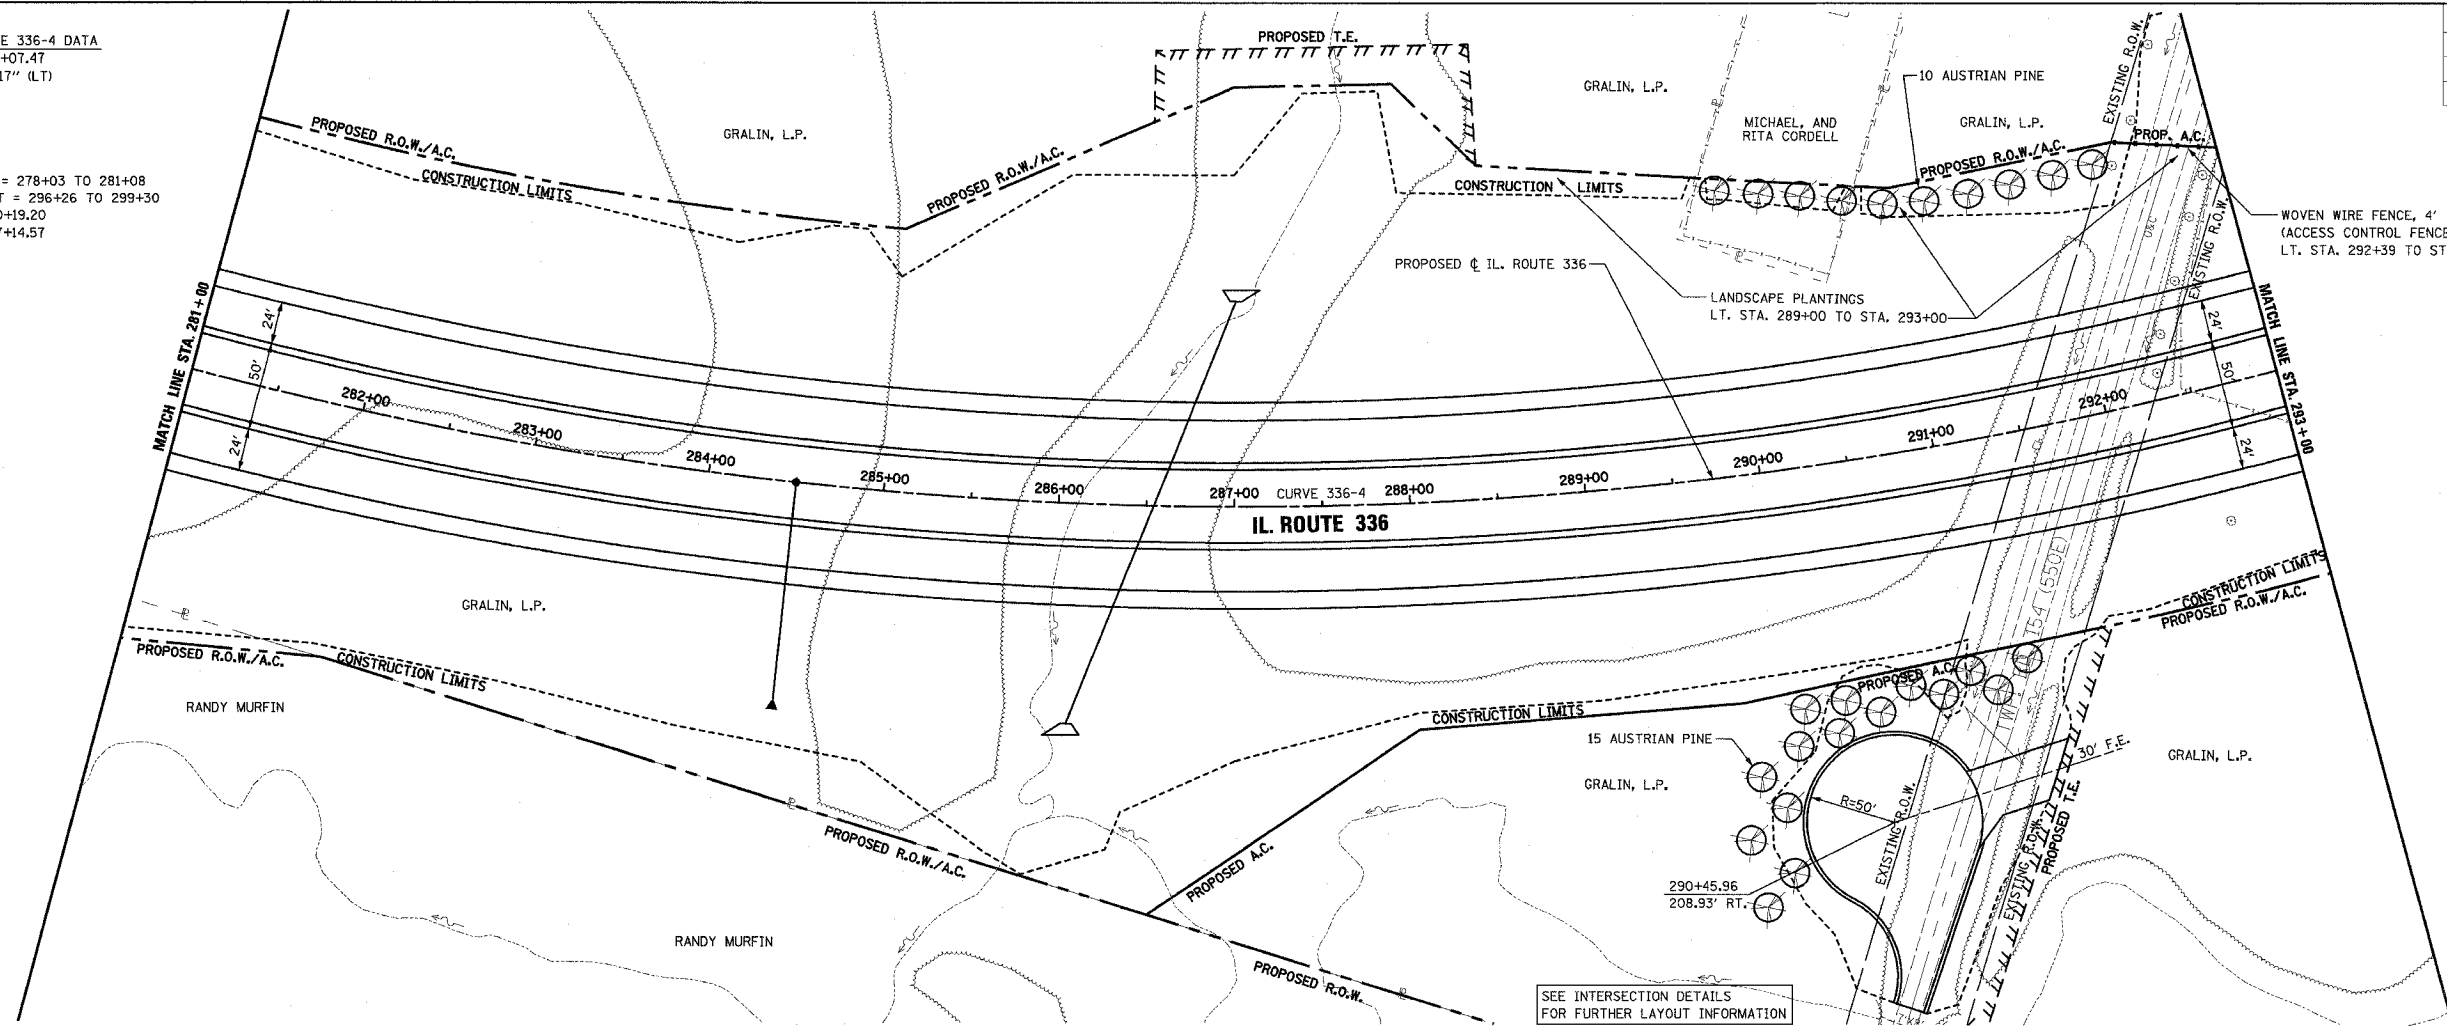 E 336-4 DATA
+07.47
17" (LT)
= 278+03 TO 281+08
T = 296+26 TO 299+30
0+19.20
7+14.57
PROPOSED T.E.
GRALIN, L.P.
GRALIN, L.P.
10 AUSTRIAN PINE
MICHAEL, AND
RITA CORDELL
GRALIN, L.P.
EXISTING R.O.W.
PROP. A.C.
PROPOSED R.O.W./A.C.
CONSTRUCTION LIMITS
PROPOSED R.O.W./A.C.
CONSTRUCTION LIMITS
PROPOSED R.O.W./A.C.
WOVEN WIRE FENCE, 4'
(ACCESS CONTROL FENCE
LT. STA. 292+39 TO ST
EXISTING R.O.W.
PROPOSED ℄ IL. ROUTE 336
LANDSCAPE PLANTINGS
LT. STA. 289+00 TO STA. 293+00
MATCH LINE STA. 281+00
24'
50'
24'
MATCH LINE STA. 293+00
24'
50'
24'
282+00
283+00
284+00
285+00
286+00
287+00
CURVE 336-4
288+00
289+00
290+00
291+00
292+00
IL. ROUTE 336
GRALIN, L.P.
PROPOSED R.O.W./A.C.
CONSTRUCTION LIMITS
RANDY MURFIN
CONSTRUCTION LIMITS
PROPOSED R.O.W./A.C.
154 (550E)
PROPOSED A.C.
CONSTRUCTION LIMITS
15 AUSTRIAN PINE
GRALIN, L.P.
30' F.E.
GRALIN, L.P.
R=50'
EXISTING R.O.W.
PROPOSED T.E.
EXISTING R.O.W.
PROPOSED R.O.W./A.C.
PROPOSED A.C.
290+45.96
208.93' RT.
RANDY MURFIN
PROPOSED R.O.W.
SEE INTERSECTION DETAILS
FOR FURTHER LAYOUT INFORMATION